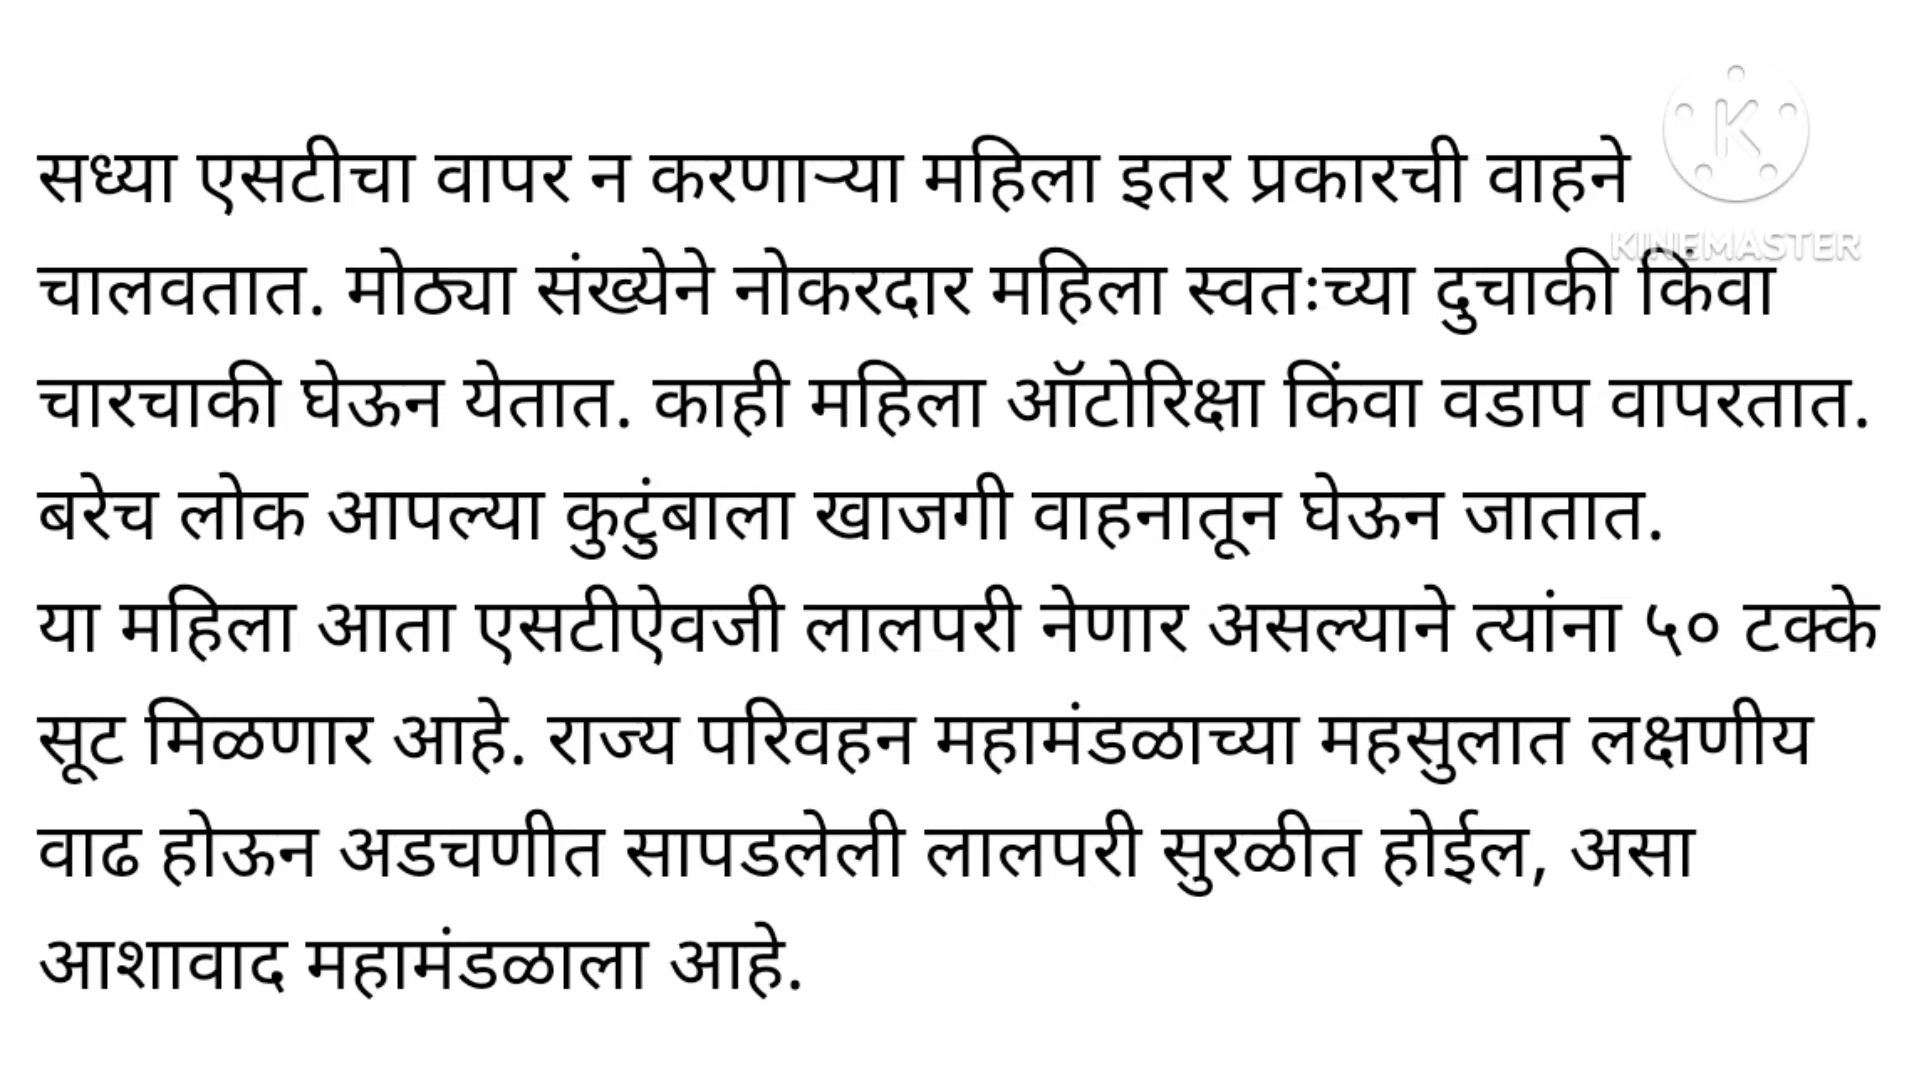 सध्या एसटीचा वापर न करणाऱ्या महिला इतर प्रकारची वाहने
चालवतात. मोठ्या संख्येने नोकरदार महिला स्वतःच्या दुचाकी किंवा
चारचाकी घेऊन येतात. काही महिला ऑटोरिक्षा किंवा वडाप वापरतात.
बरेच लोक आपल्या कुटुंबाला खाजगी वाहनातून घेऊन जातात.
या महिला आता एसटीऐवजी लालपरी नेणार असल्याने त्यांना ५० टक्के
सूट मिळणार आहे. राज्य परिवहन महामंडळाच्या महसुलात लक्षणीय
वाढ होऊन अडचणीत सापडलेली लालपरी सुरळीत होईल, असा
आशावाद महामंडळाला आहे.
K
KINEMASTER